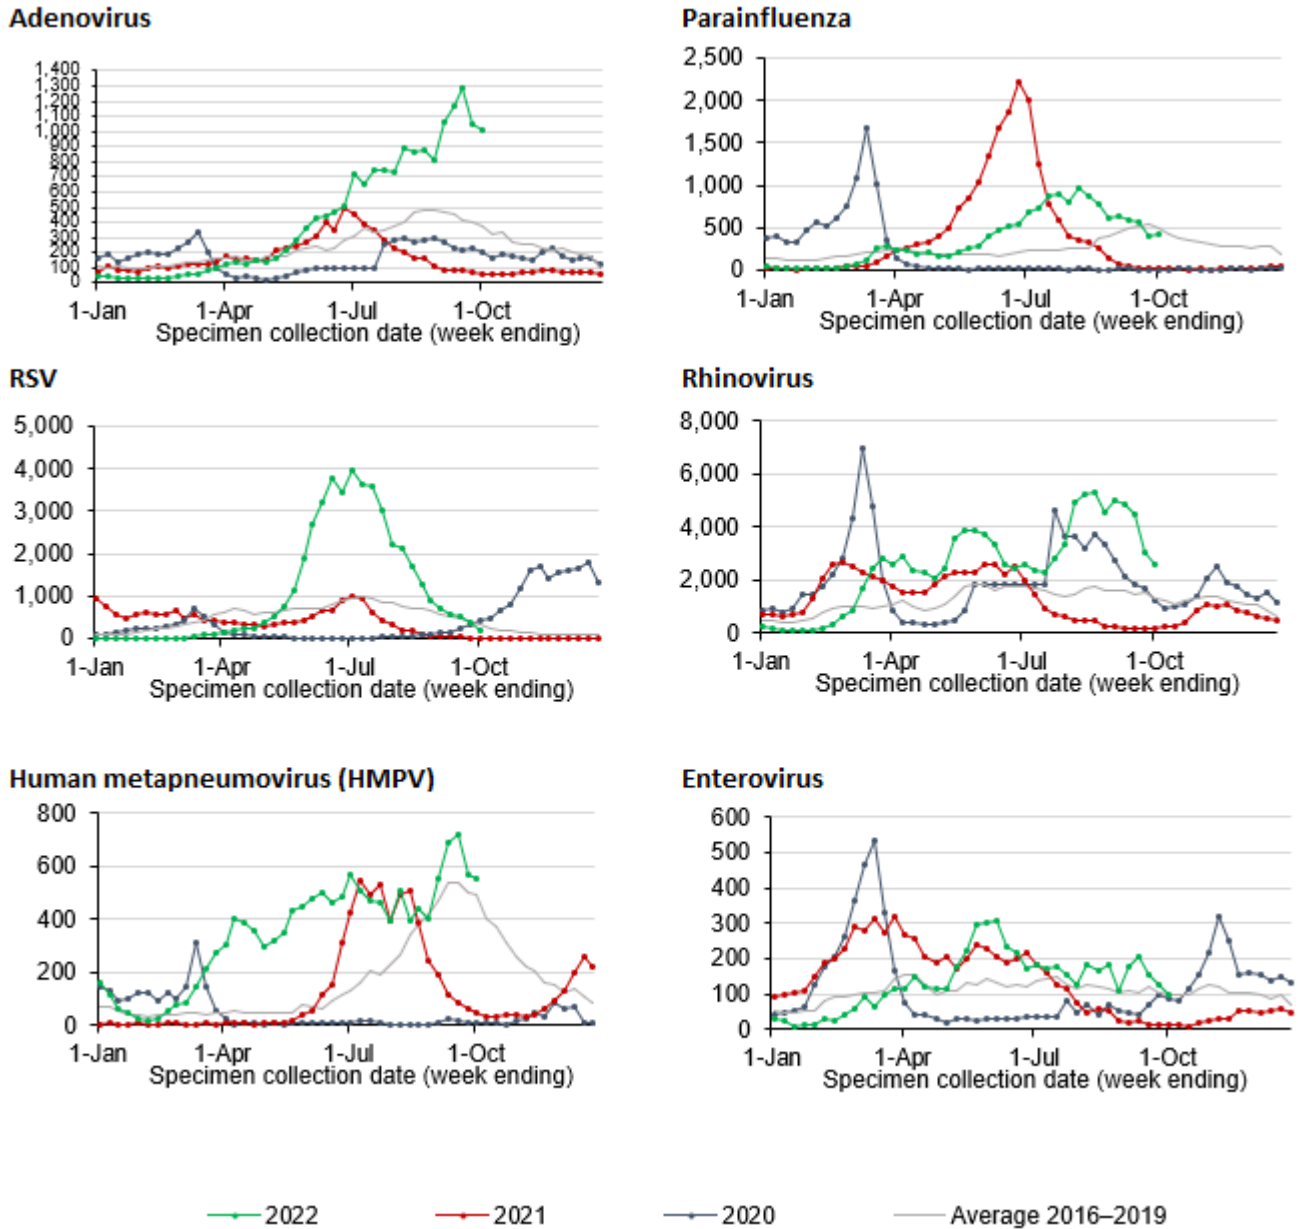 Adenovirus
1,400
1,300
1,200
1,100
1,000
900
800
700
600
500
400
300
200
100
0
1-Jan 1-Apr 1-Jul 1-Oct
Specimen collection date (week ending)
Parainfluenza
2,500
2,000
1,500
1,000
500
0
1-Jan 1-Apr 1-Jul 1-Oct
Specimen collection date (week ending)
RSV
5,000
4,000
3,000
2,000
1,000
0
1-Jan 1-Apr 1-Jul 1-Oct
Specimen collection date (week ending)
Rhinovirus
8,000
6,000
4,000
2,000
0
1-Jan 1-Apr 1-Jul 1-Oct
Specimen collection date (week ending)
Human metapneumovirus (HMPV)
800
600
400
200
0
1-Jan 1-Apr 1-Jul 1-Oct
Specimen collection date (week ending)
Enterovirus
600
500
400
300
200
100
0
1-Jan 1-Apr 1-Jul 1-Oct
Specimen collection date (week ending)
2022 2021 2020 Average 2016–2019